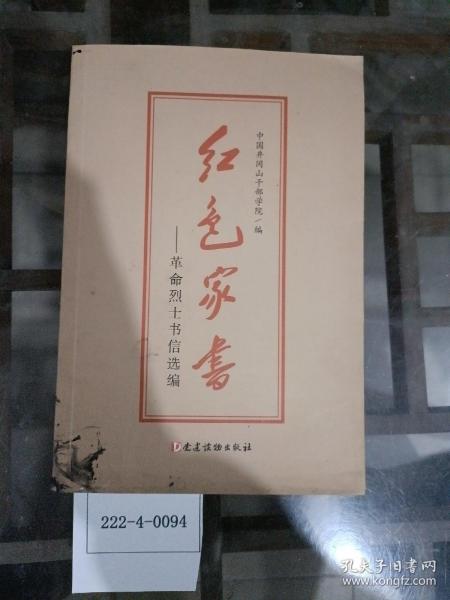 中国井冈山干部学院/编
红色家书
——革命烈士书信选编
党建读物出版社
222-4-0094
孔夫子旧书网
www.kongfz.com